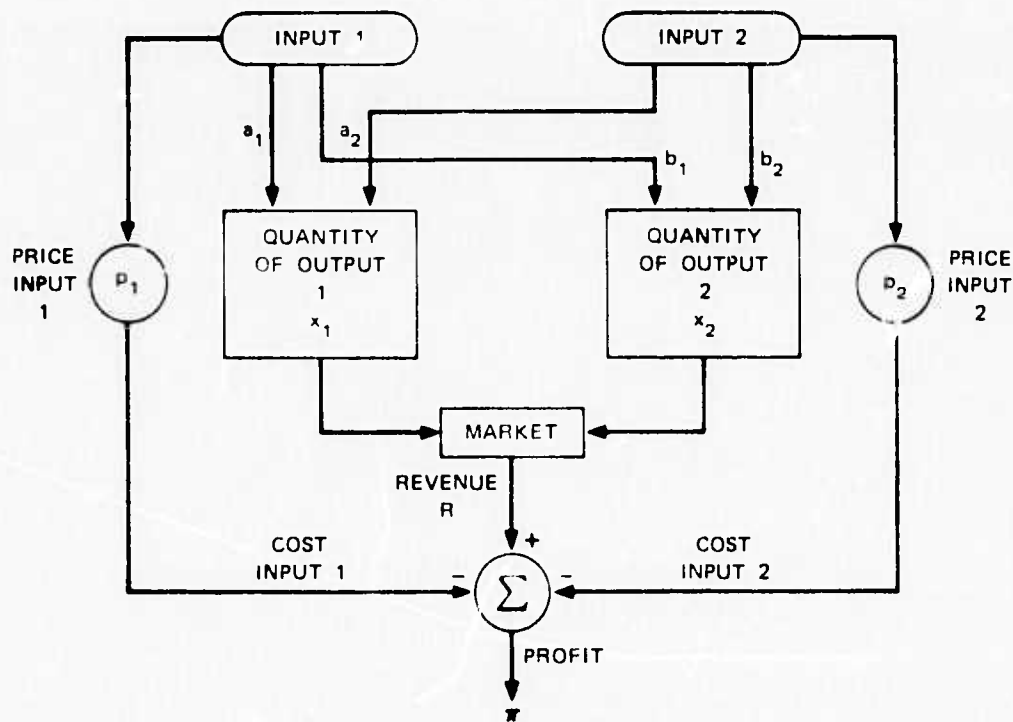 INPUT 1
INPUT 2
a₁
a₂
b₁
b₂
PRICE
INPUT
1
p₁
QUANTITY
OF OUTPUT
1
x₁
QUANTITY
OF OUTPUT
2
x₂
p₂
PRICE
INPUT
2
MARKET
REVENUE
R
+
COST
INPUT 1
-
Σ
-
COST
INPUT 2
PROFIT
π